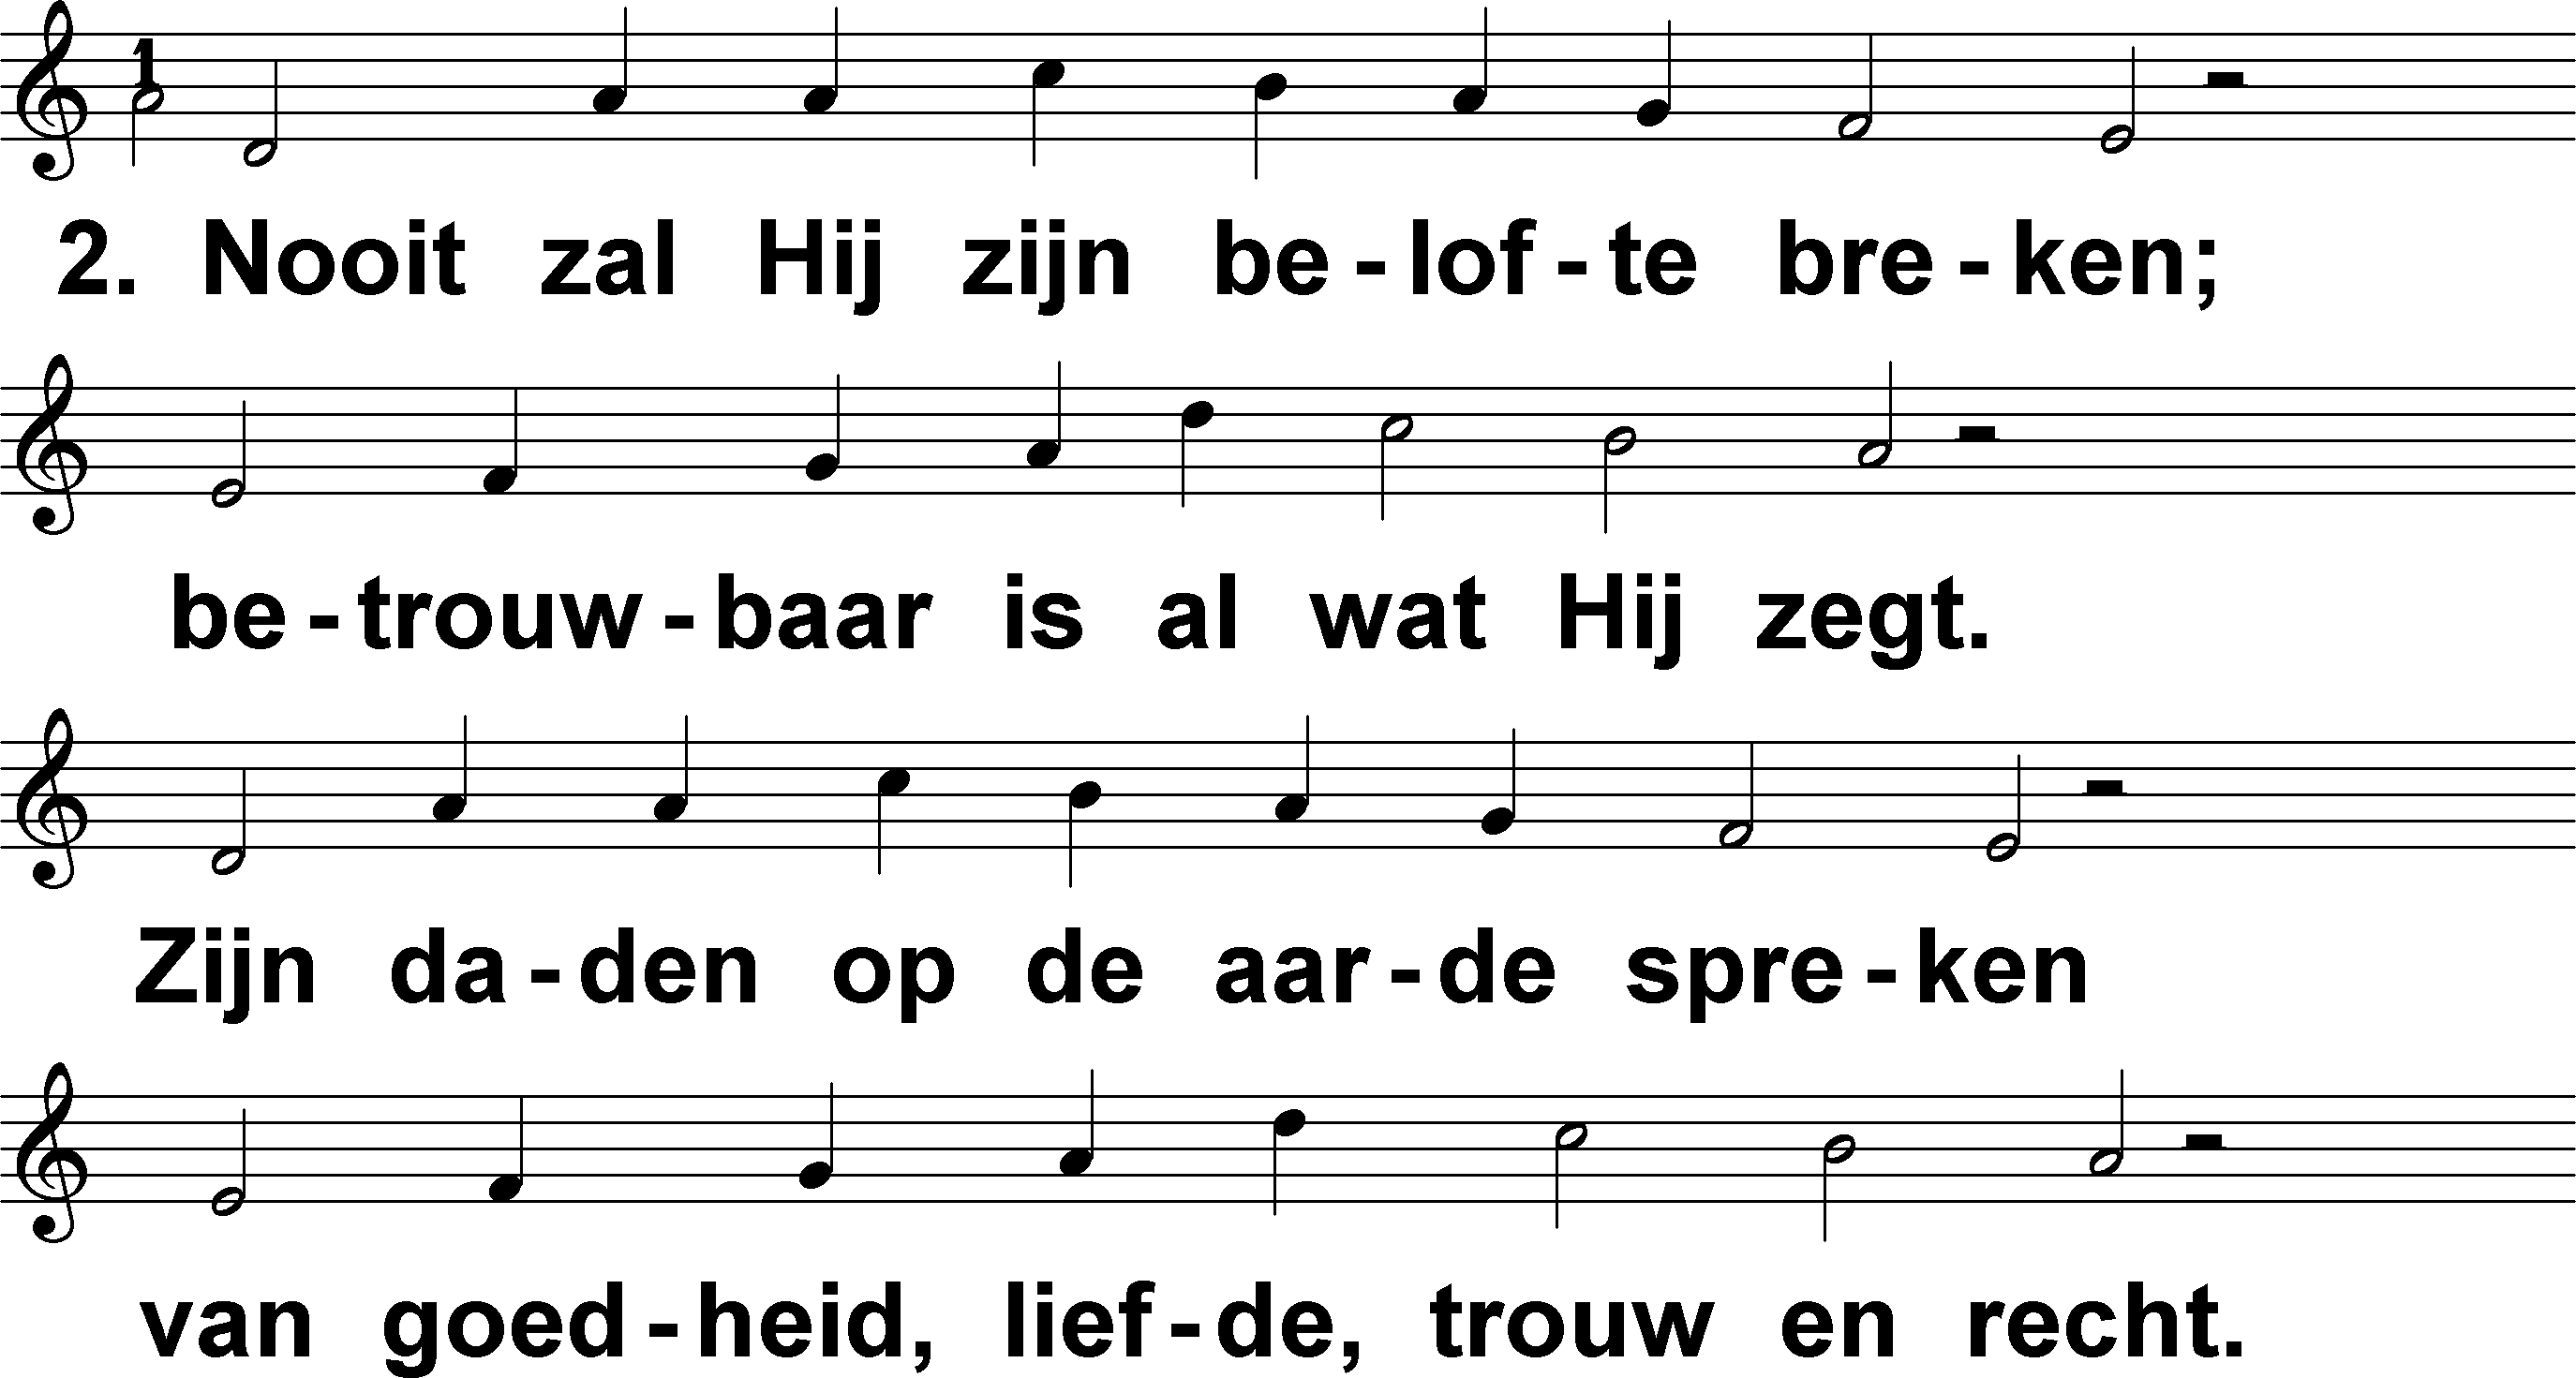 1
2. Nooit zal Hij zijn be - lof - te bre - ken;
be - trouw - baar is al wat Hij zegt.
Zijn da - den op de aar - de spre - ken
van goed - heid, lief - de, trouw en recht.